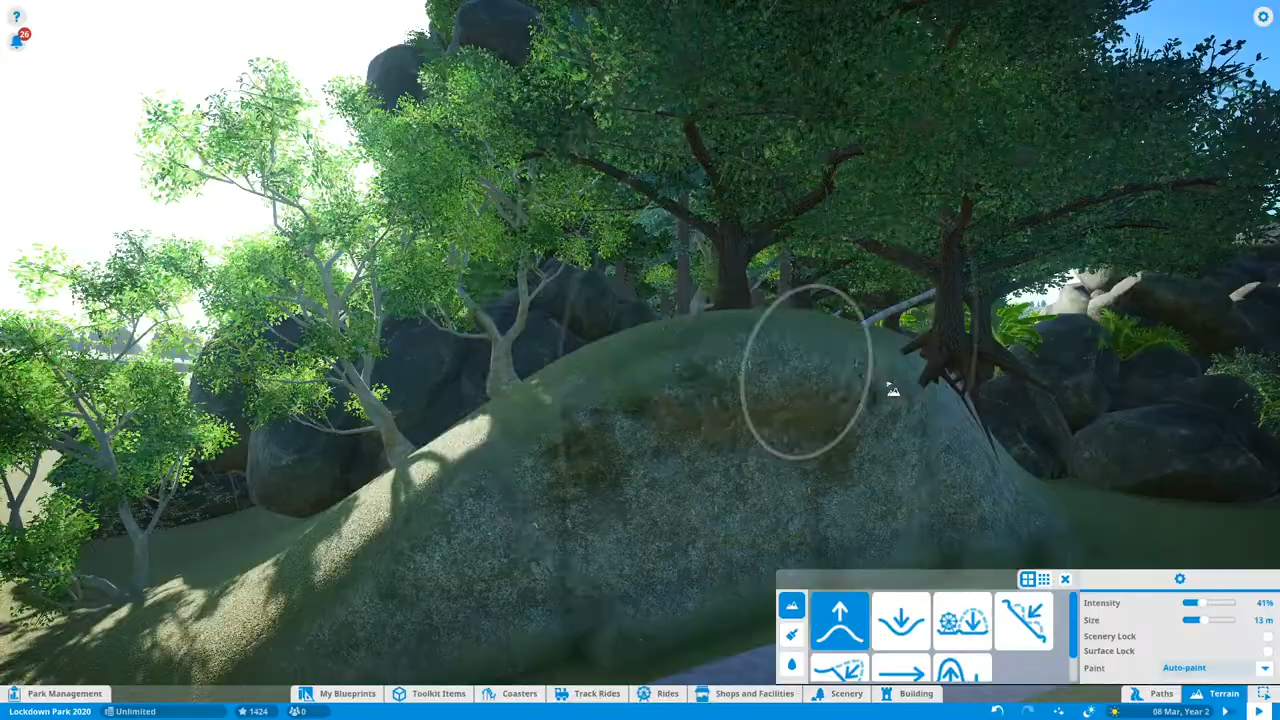 ?
26
Intensity 41%
Size 13 m
Scenery Lock
Surface Lock
Paint Auto-paint
Park Management My Blueprints Toolkit Items Coasters Track Rides Rides Shops and Facilities Scenery Building Paths Terrain
Lockdown Park 2020 Unlimited 1424 0 08 Mar, Year 2